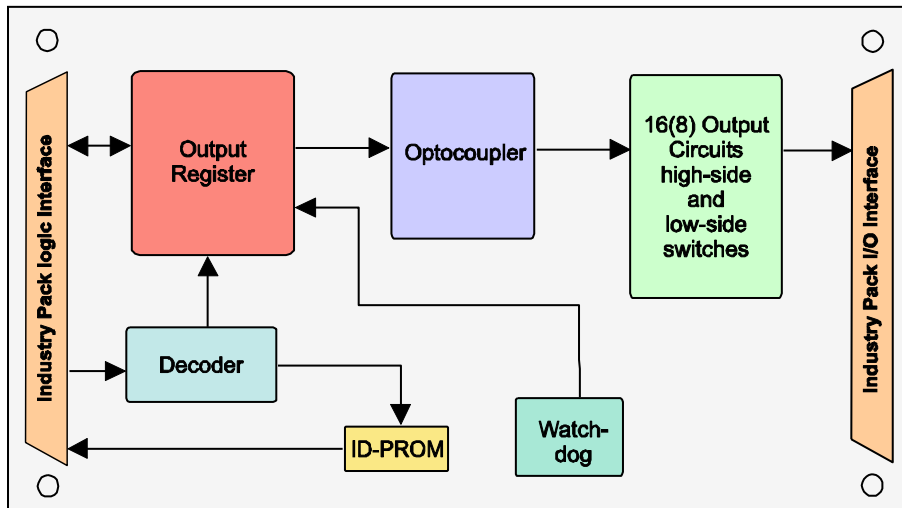 Industry Pack logic Interface
Output
Register
Optocoupler
16(8) Output
Circuits
high-side
and
low-side
switches
Industry Pack I/O Interface
Decoder
ID-PROM
Watch-
dog